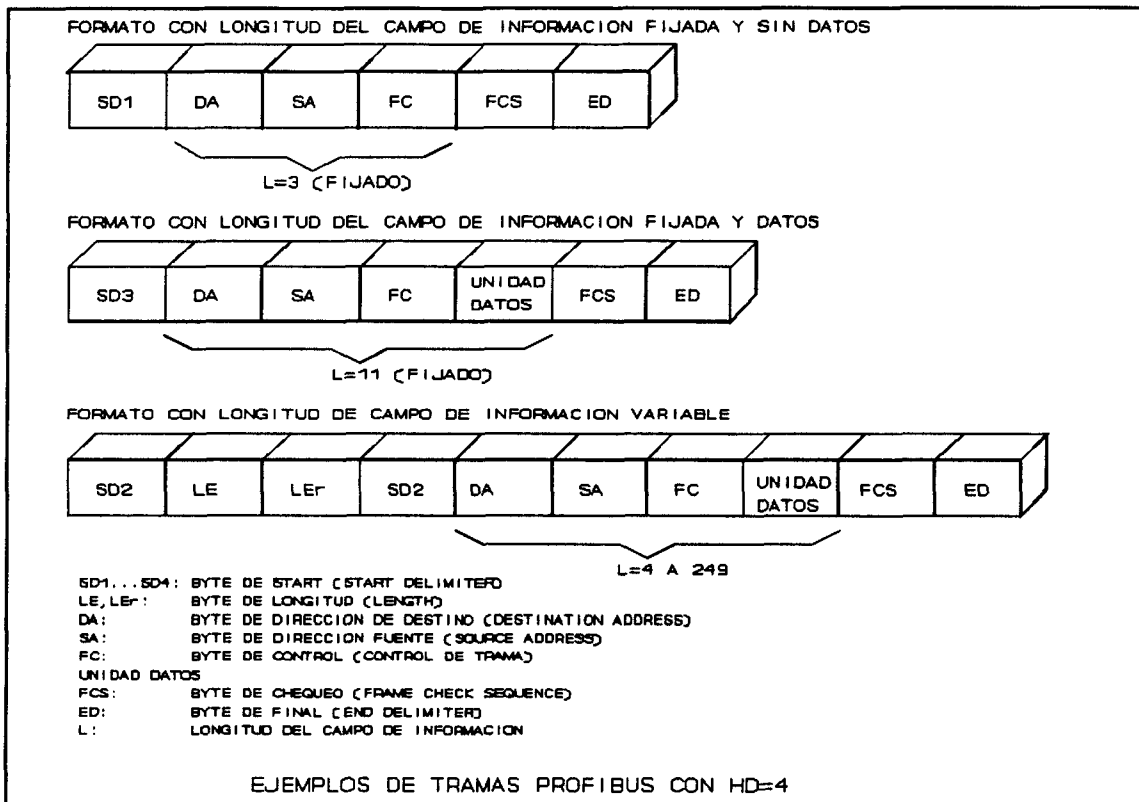 FORMATO CON LONGITUD DEL CAMPO DE INFORMACION FIJADA Y SIN DATOS
SD1 DA SA FC FCS ED
L=3 (FIJADO)
FORMATO CON LONGITUD DEL CAMPO DE INFORMACION FIJADA Y DATOS
SD3 DA SA FC UNIDAD DATOS FCS ED
L=11 (FIJADO)
FORMATO CON LONGITUD DE CAMPO DE INFORMACION VARIABLE
SD2 LE LEr SD2 DA SA FC UNIDAD DATOS FCS ED
L=4 A 249
SD1...SD4: BYTE DE START (START DELIMITER)
LE,LEr: BYTE DE LONGITUD (LENGTH)
DA: BYTE DE DIRECCION DE DESTINO (DESTINATION ADDRESS)
SA: BYTE DE DIRECCION FUENTE (SOURCE ADDRESS)
FC: BYTE DE CONTROL (CONTROL DE TRAMA)
UNIDAD DATOS
FCS: BYTE DE CHEQUEO (FRAME CHECK SEQUENCE)
ED: BYTE DE FINAL (END DELIMITER)
L: LONGITUD DEL CAMPO DE INFORMACION
EJEMPLOS DE TRAMAS PROFIBUS CON HD=4